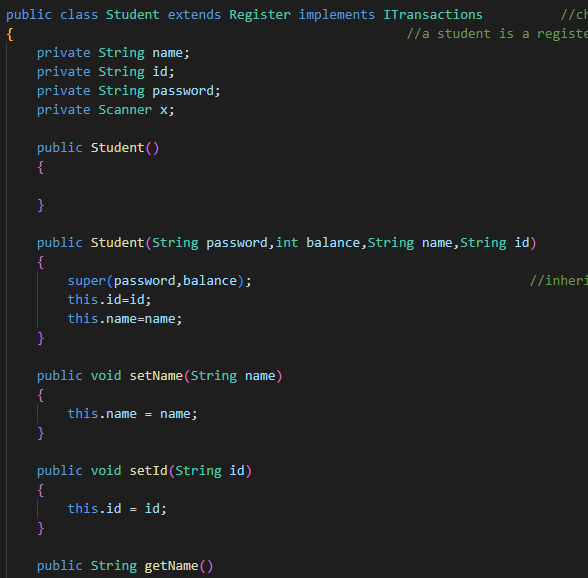 public class Student extends Register implements ITransactions //ch
{ //a student is a registe
private String name;
private String id;
private String password;
private Scanner x;
public Student()
{
}
public Student(String password,int balance,String name,String id)
{
super(password,balance); //inheri
this.id=id;
this.name=name;
}
public void setName(String name)
{
this.name = name;
}
public void setId(String id)
{
this.id = id;
}
public String getName()